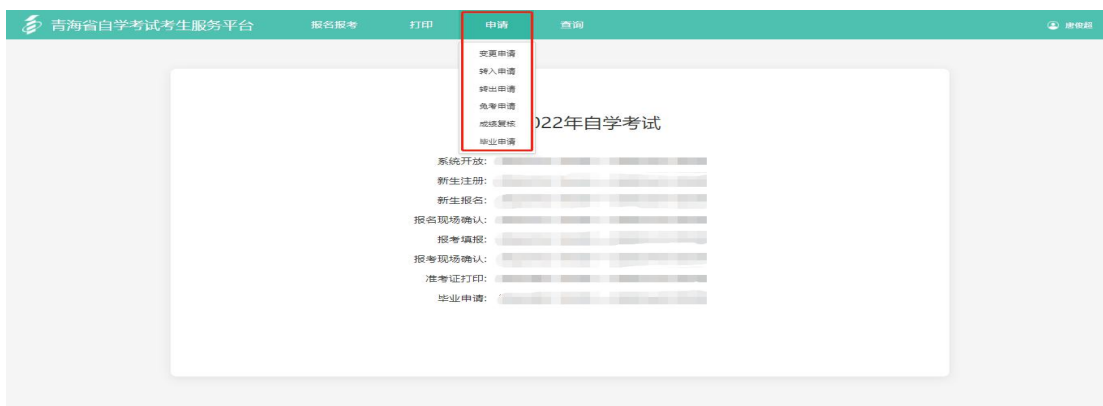 青海省自学考试考生服务平台 报名报考 打印 申请 查询 唐俊超
变更申请
转入申请
转出申请
免考申请
成绩复核
毕业申请
022年自学考试
系统开放:
新生注册:
新生报名:
报名现场确认:
报考填报:
报考现场确认:
准考证打印:
毕业申请: